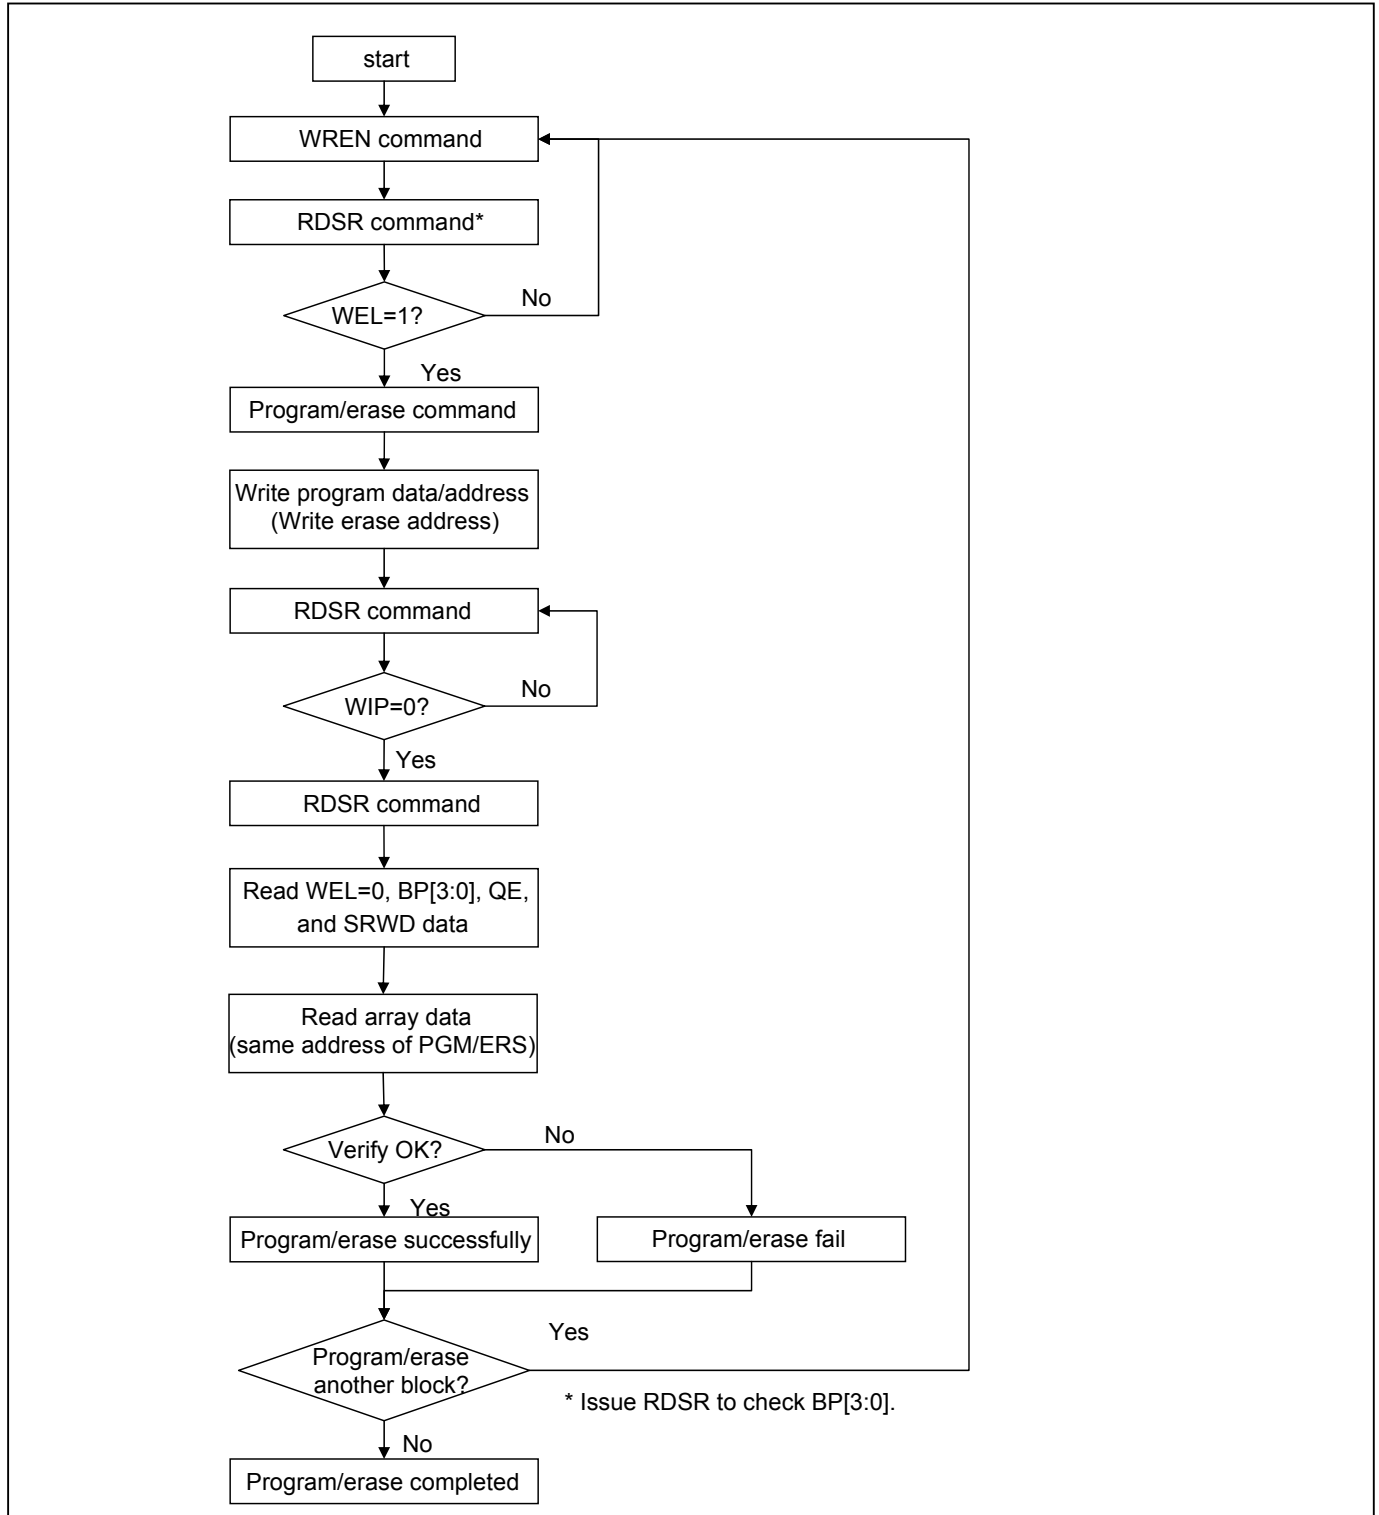 start
WREN command
RDSR command*
WEL=1?
No
Yes
Program/erase command
Write program data/address
(Write erase address)
RDSR command
WIP=0?
No
Yes
RDSR command
Read WEL=0, BP[3:0], QE,
and SRWD data
Read array data
(same address of PGM/ERS)
Verify OK?
No
Yes
Program/erase successfully
Program/erase fail
Program/erase
another block?
Yes
* Issue RDSR to check BP[3:0].
No
Program/erase completed